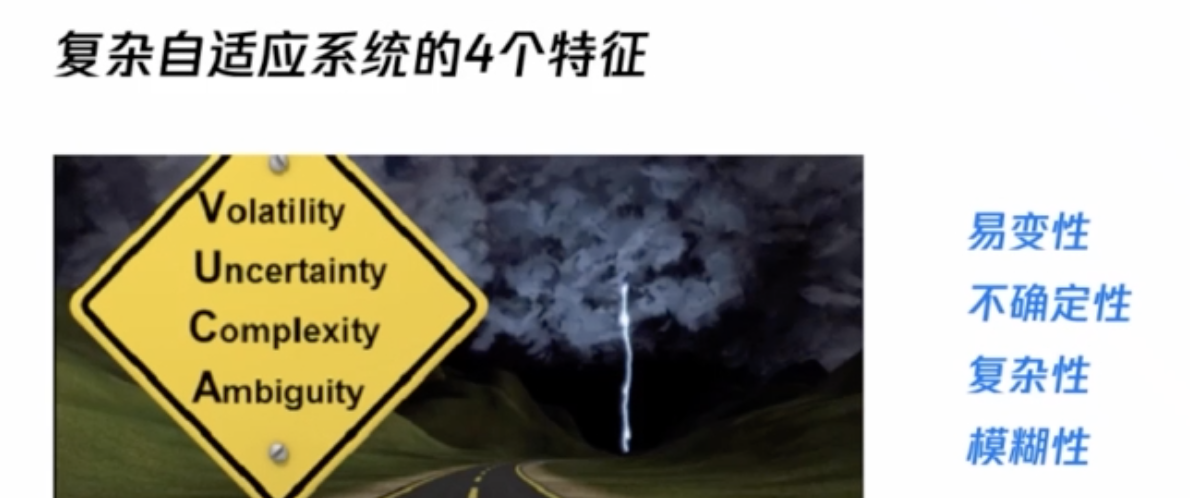 复杂自适应系统的4个特征
Volatility
Uncertainty
Complexity
Ambiguity
易变性
不确定性
复杂性
模糊性